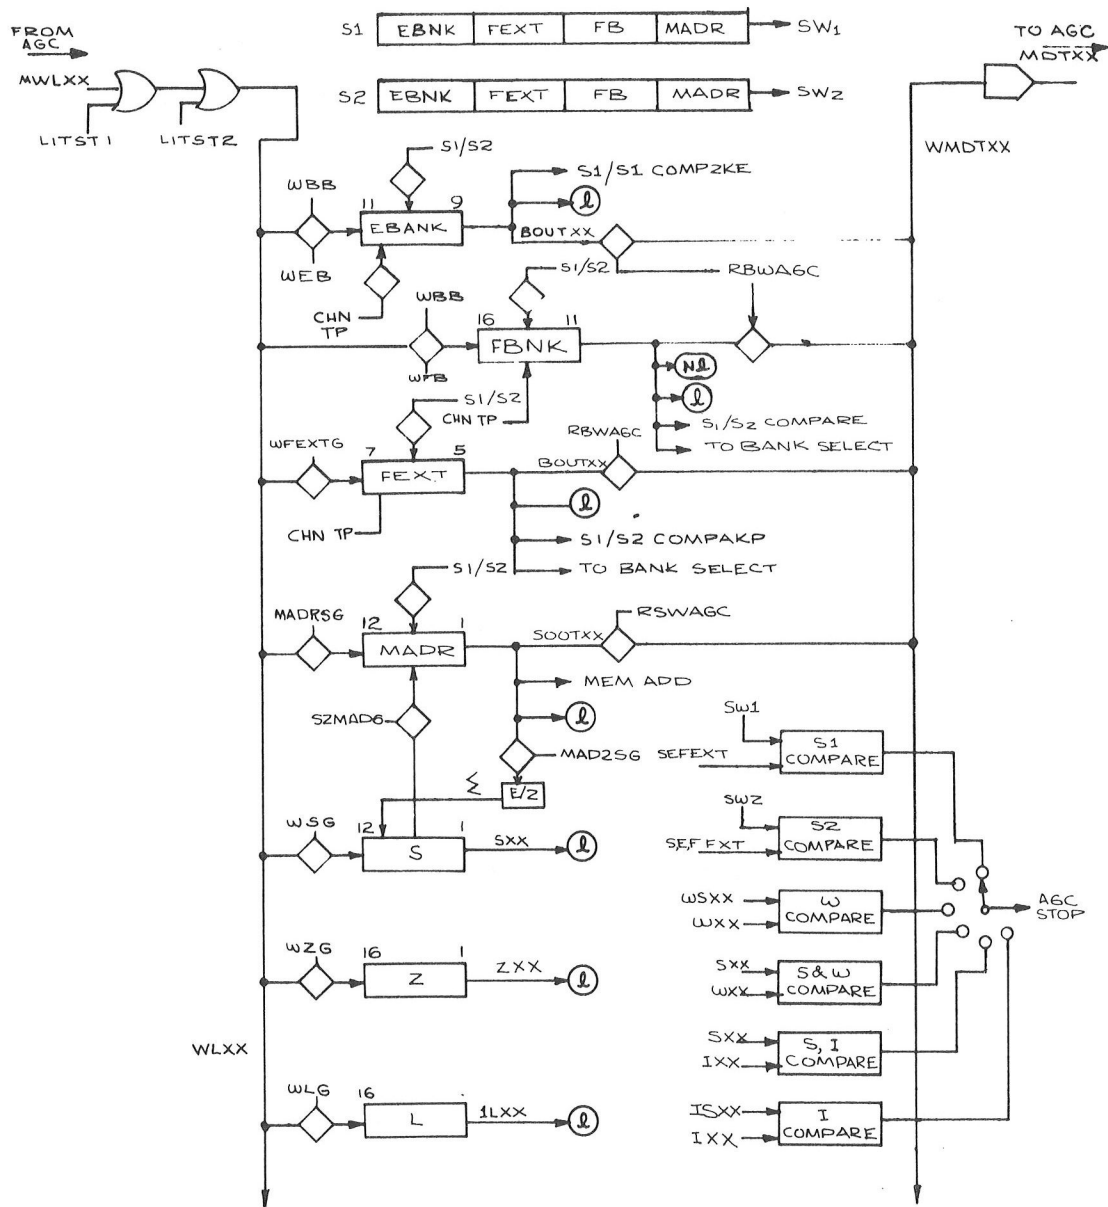 FROM
AGC
MWLXX
LITST1
LITST2
S1 EBNK FEXT FB MADR SW1
S2 EBNK FEXT FB MADR SW2
TO AGC
MDTXX
WMDTXX
S1/S2
WBB
11 9
EBANK
WEB
CHN
TP
S1/S1 COMP2KE
l
BOUTXX
S1/S2
RBWAGC
WBB
16 11
FBNK
WFB
CHN TP
Nl
l
S1/S2 COMPARE
TO BANK SELECT
S1/S2
WFEXTG
7 5
FEXT
CHN TP
RBWAGC
BOUTXX
l
S1/S2 COMPAKP
TO BANK SELECT
S1/S2
MADRSG
12 1
MADR
RSWAGC
SOUTXX
MEM ADD
l
S2MADG
MAD2SG
E/Z
Σ
WSG
12 1
S
SXX
l
WZG
16 1
Z
ZXX
l
WLXX
WLG
16
L
1LXX
l
SW1
SEFEXT
S1
COMPARE
SW2
S,E,F FXT
S2
COMPARE
WSXX
WXX
W
COMPARE
SXX
WXX
S & W
COMPARE
SXX
IXX
S, I
COMPARE
ISXX
IXX
I
COMPARE
AGC
STOP